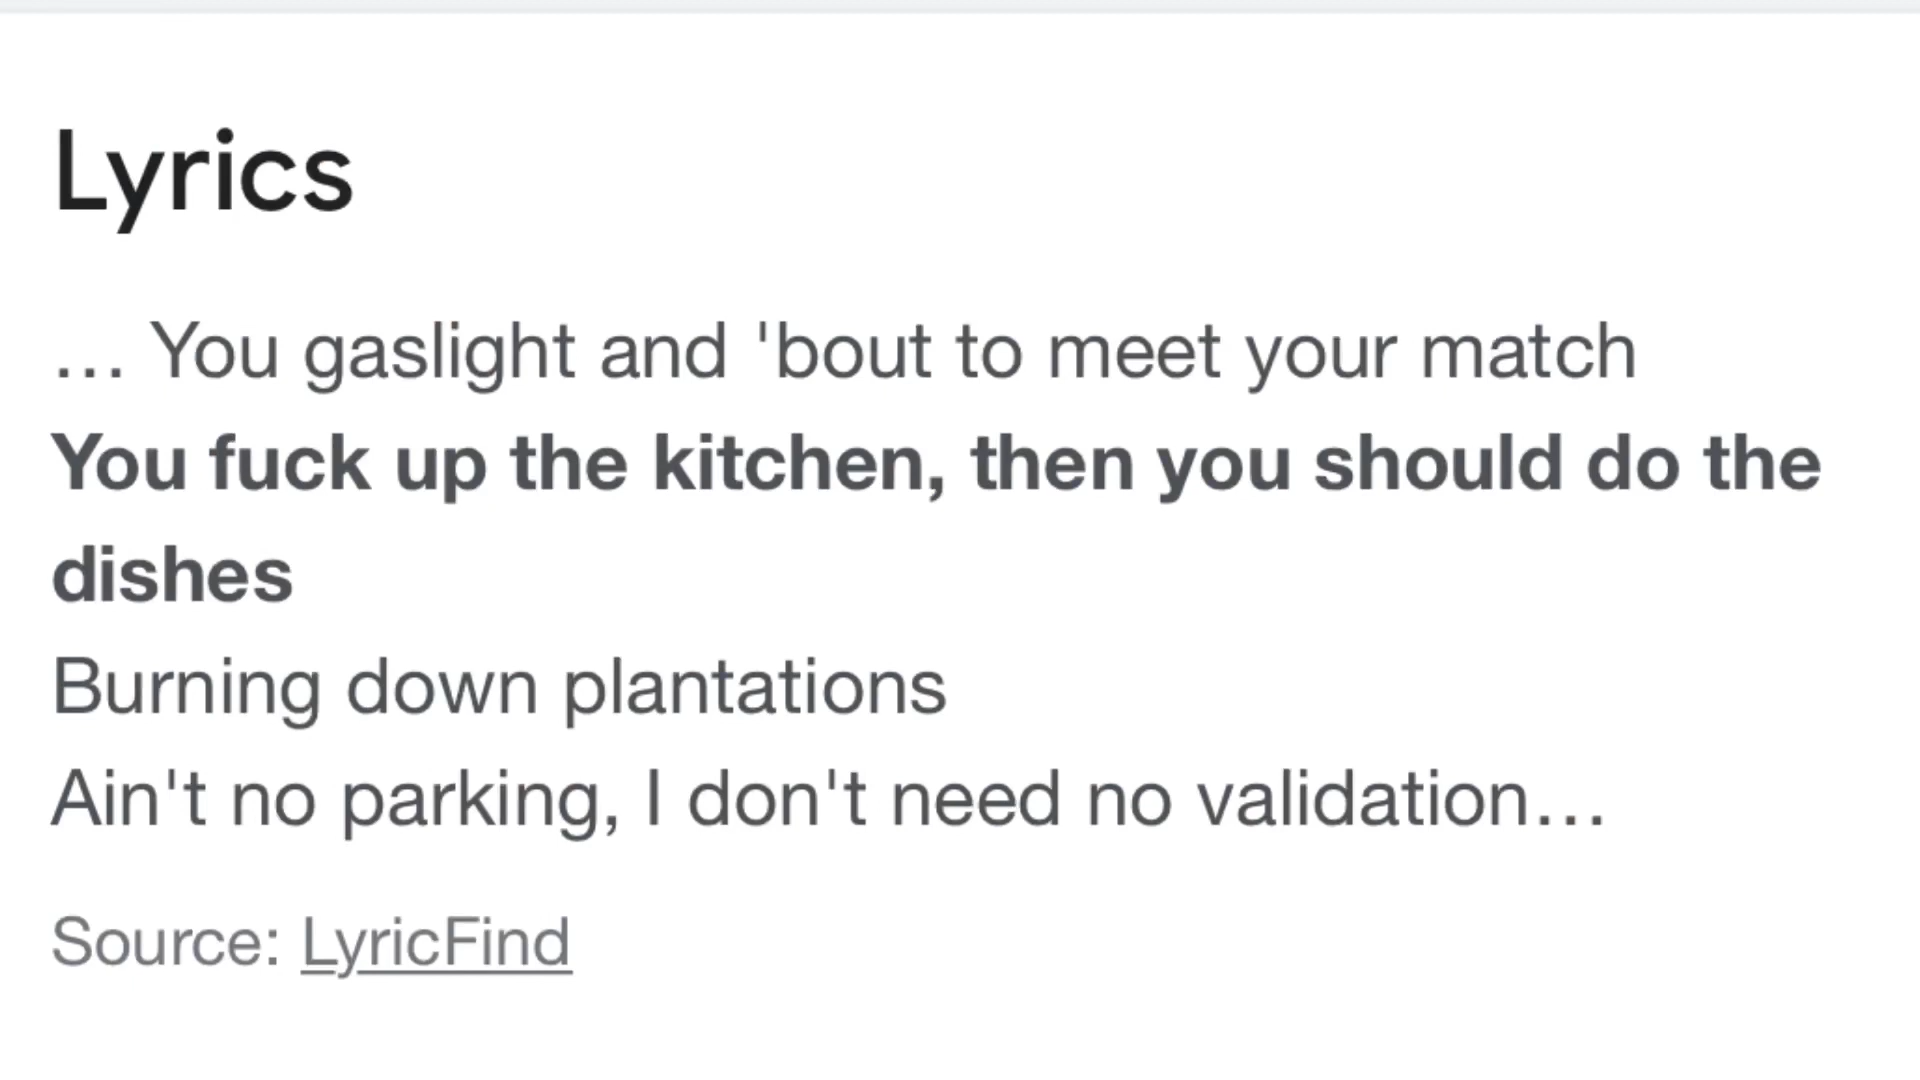 Lyrics
... You gaslight and 'bout to meet your match
You fuck up the kitchen, then you should do the
dishes
Burning down plantations
Ain't no parking, I don't need no validation...
Source: LyricFind